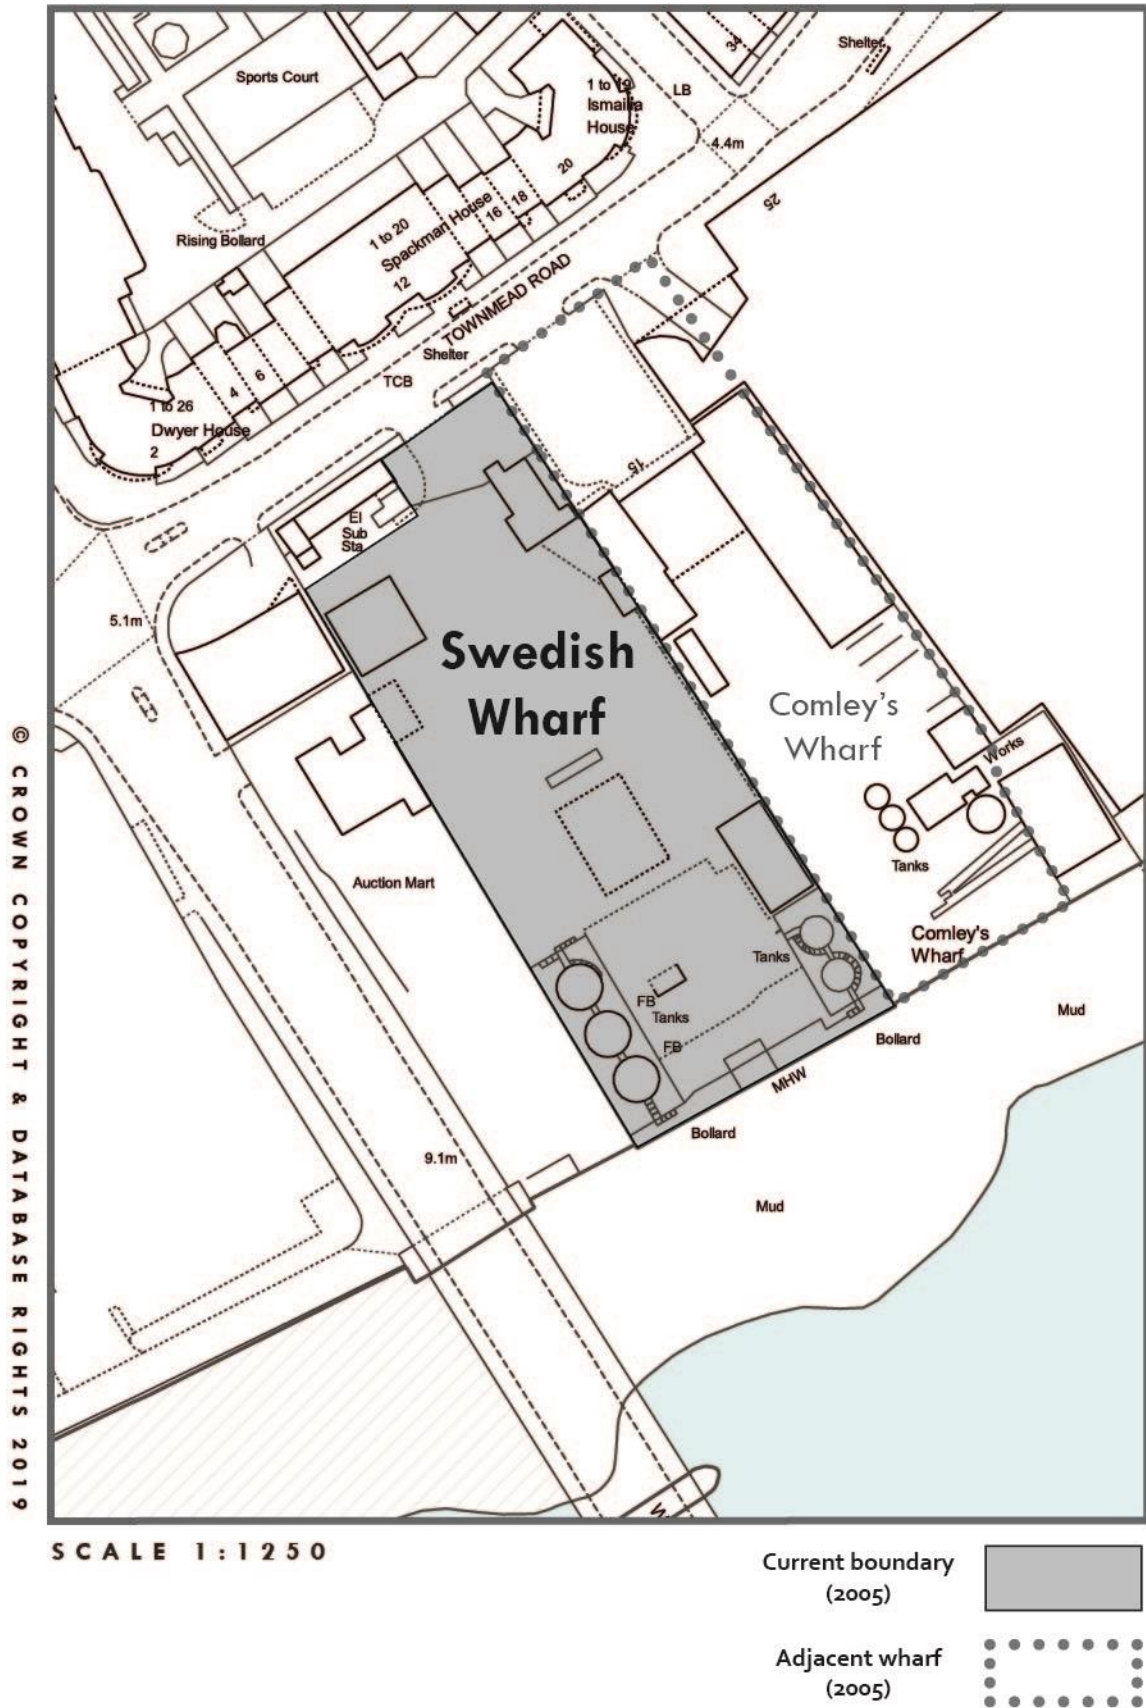 34
Shelter
Sports Court
1 to 19
Ismailia
House
LB
4.4m
20
18
16
25
Rising Bollard
1 to 20
Spackman House
12
TOWNMEAD ROAD
Shelter
TCB
6
4
1 to 26
Dwyer House
2
15
El
Sub
Sta
5.1m
Swedish
Wharf
Comley's
Wharf
Works
Tanks
Auction Mart
Comley's
Wharf
Tanks
FB
Tanks
FB
Mud
Bollard
MHW
Bollard
9.1m
Mud
W
© CROWN COPYRIGHT & DATABASE RIGHTS 2019
SCALE 1:1250
Current boundary
(2005)
Adjacent wharf
(2005)